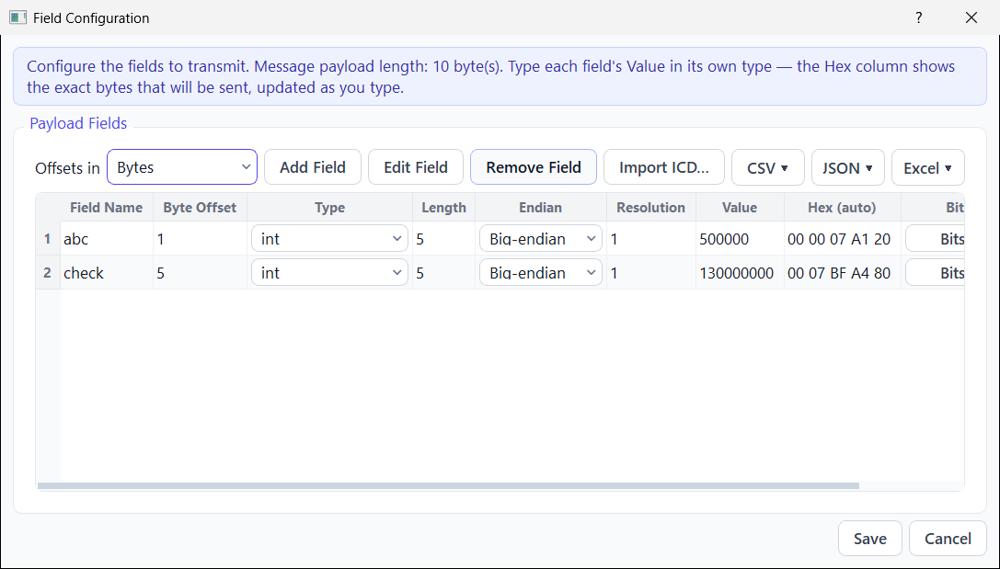 Field Configuration ?
Configure the fields to transmit. Message payload length: 10 byte(s). Type each field's Value in its own type — the Hex column shows
the exact bytes that will be sent, updated as you type.
Payload Fields
Offsets in Bytes Add Field Edit Field Remove Field Import ICD... CSV ▾ JSON ▾ Excel ▾
Field Name Byte Offset Type Length Endian Resolution Value Hex (auto) Bit
1 abc 1 int 5 Big-endian 1 500000 00 00 07 A1 20 Bits
2 check 5 int 5 Big-endian 1 130000000 00 07 BF A4 80 Bits
Save Cancel